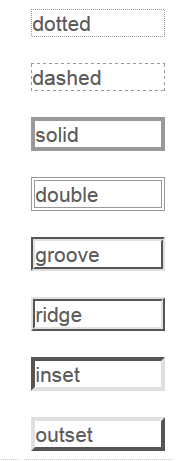 dotted
dashed
solid
double
groove
ridge
inset
outset